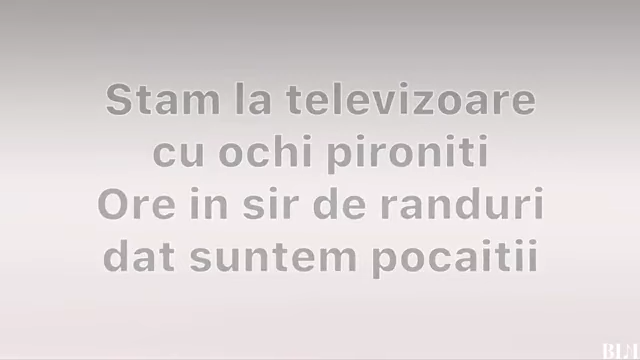 Stam la televizoare
cu ochi pironiti
Ore in sir de randuri
dat suntem pocaitii